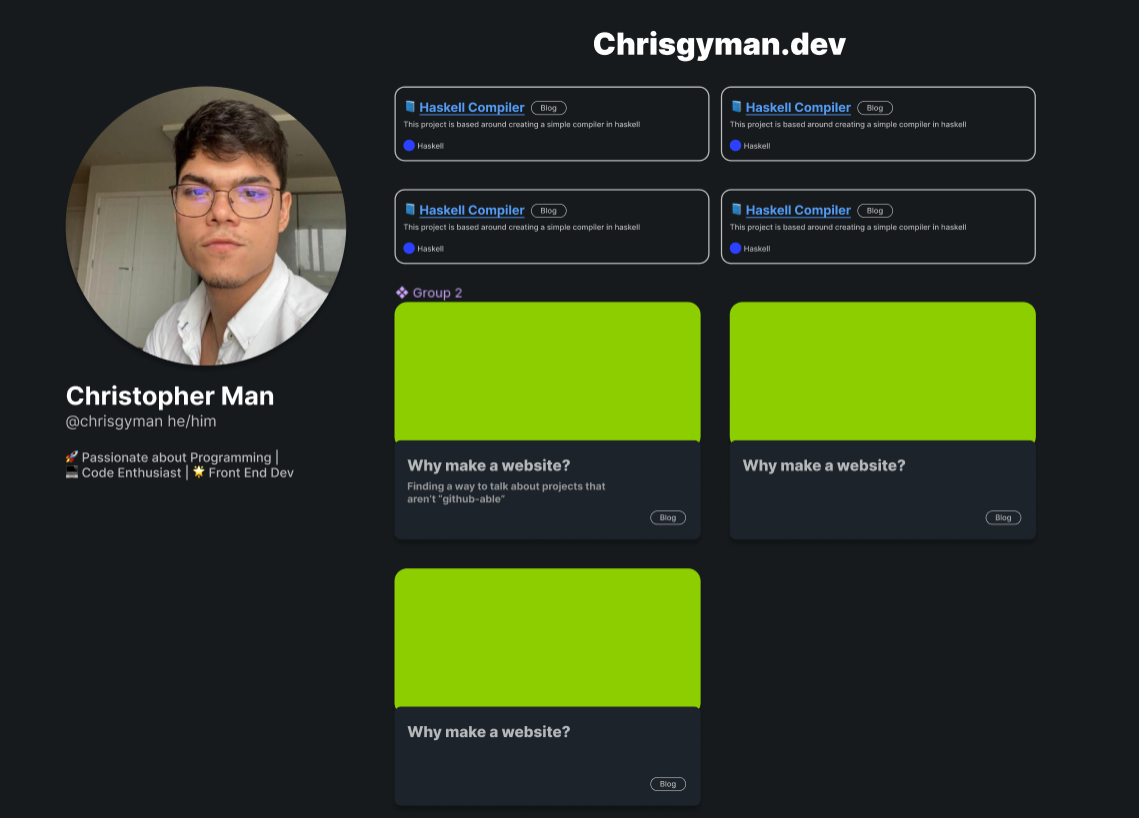 Chrisgyman.dev
📘 Haskell Compiler Blog
This project is based around creating a simple compiler in haskell
Haskell
📘 Haskell Compiler Blog
This project is based around creating a simple compiler in haskell
Haskell
📘 Haskell Compiler Blog
This project is based around creating a simple compiler in haskell
Haskell
📘 Haskell Compiler Blog
This project is based around creating a simple compiler in haskell
Haskell
Christopher Man
@chrisgyman he/him
🚀 Passionate about Programming |
💻 Code Enthusiast | 🌟 Front End Dev
Group 2
Why make a website?
Finding a way to talk about projects that
aren't "github-able"
Blog
Why make a website?
Blog
Why make a website?
Blog